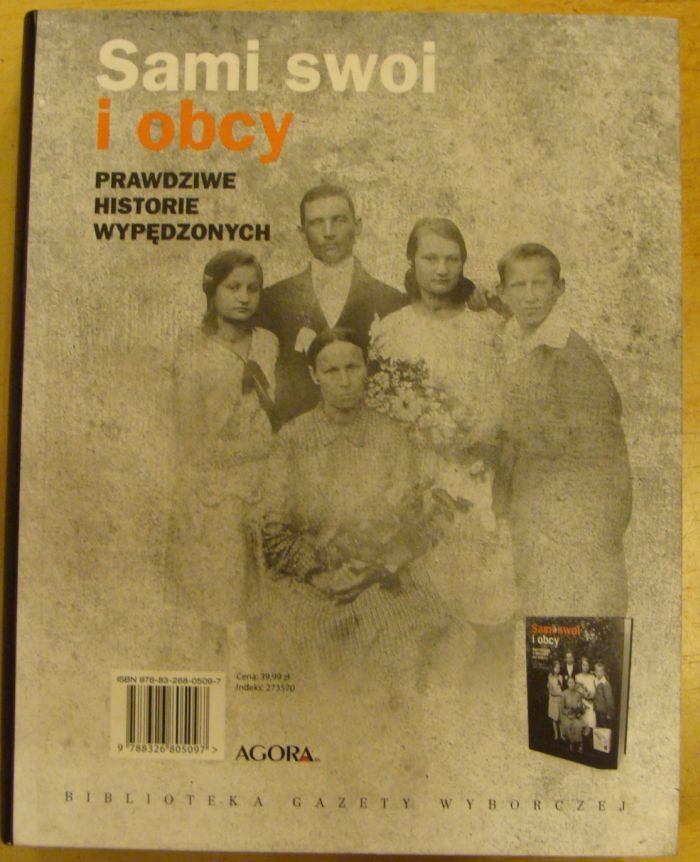 Sami swoi
i obcy
PRAWDZIWE
HISTORIE
WYPĘDZONYCH
Sami swoi
i obcy
ISBN 978-83-268-0509-7
9 788326 805097 >
Cena: 39,99 zł
Indeks: 273570
AGORA SA
BIBLIOTEKA GAZETY WYBORCZEJ